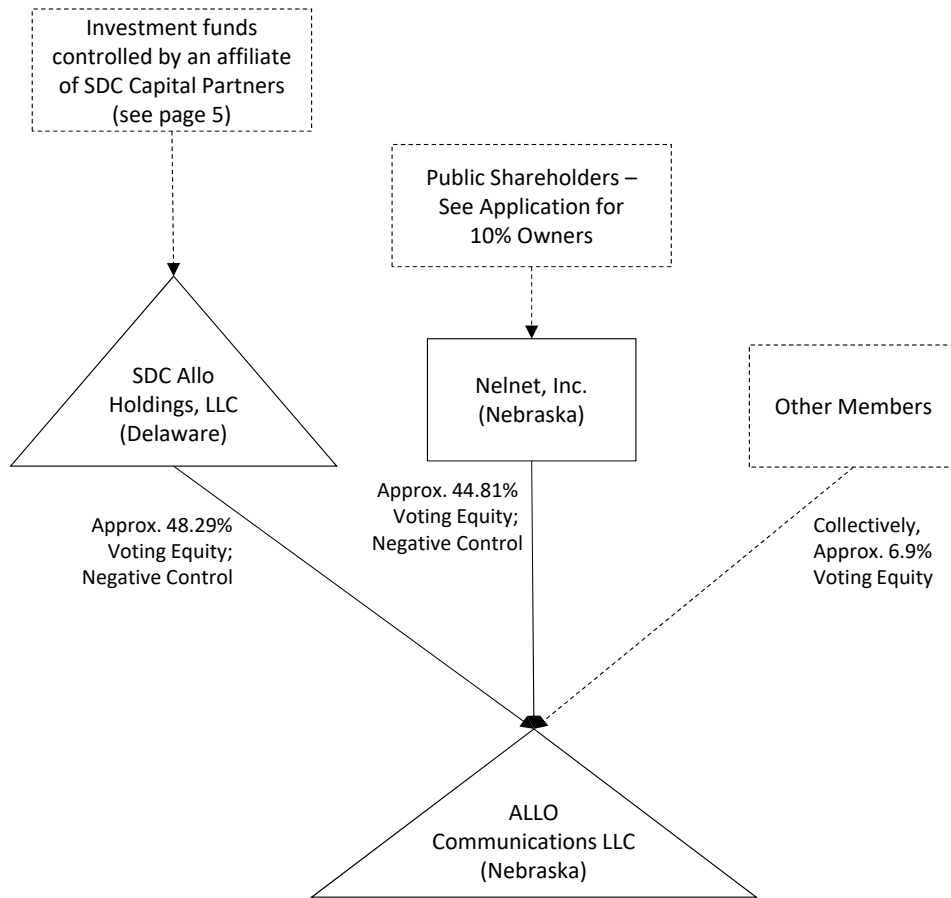 Investment funds
controlled by an affiliate
of SDC Capital Partners
(see page 5)
Public Shareholders –
See Application for
10% Owners
SDC Allo
Holdings, LLC
(Delaware)
Nelnet, Inc.
(Nebraska)
Other Members
Approx. 48.29%
Voting Equity;
Negative Control
Approx. 44.81%
Voting Equity;
Negative Control
Collectively,
Approx. 6.9%
Voting Equity
ALLO
Communications LLC
(Nebraska)